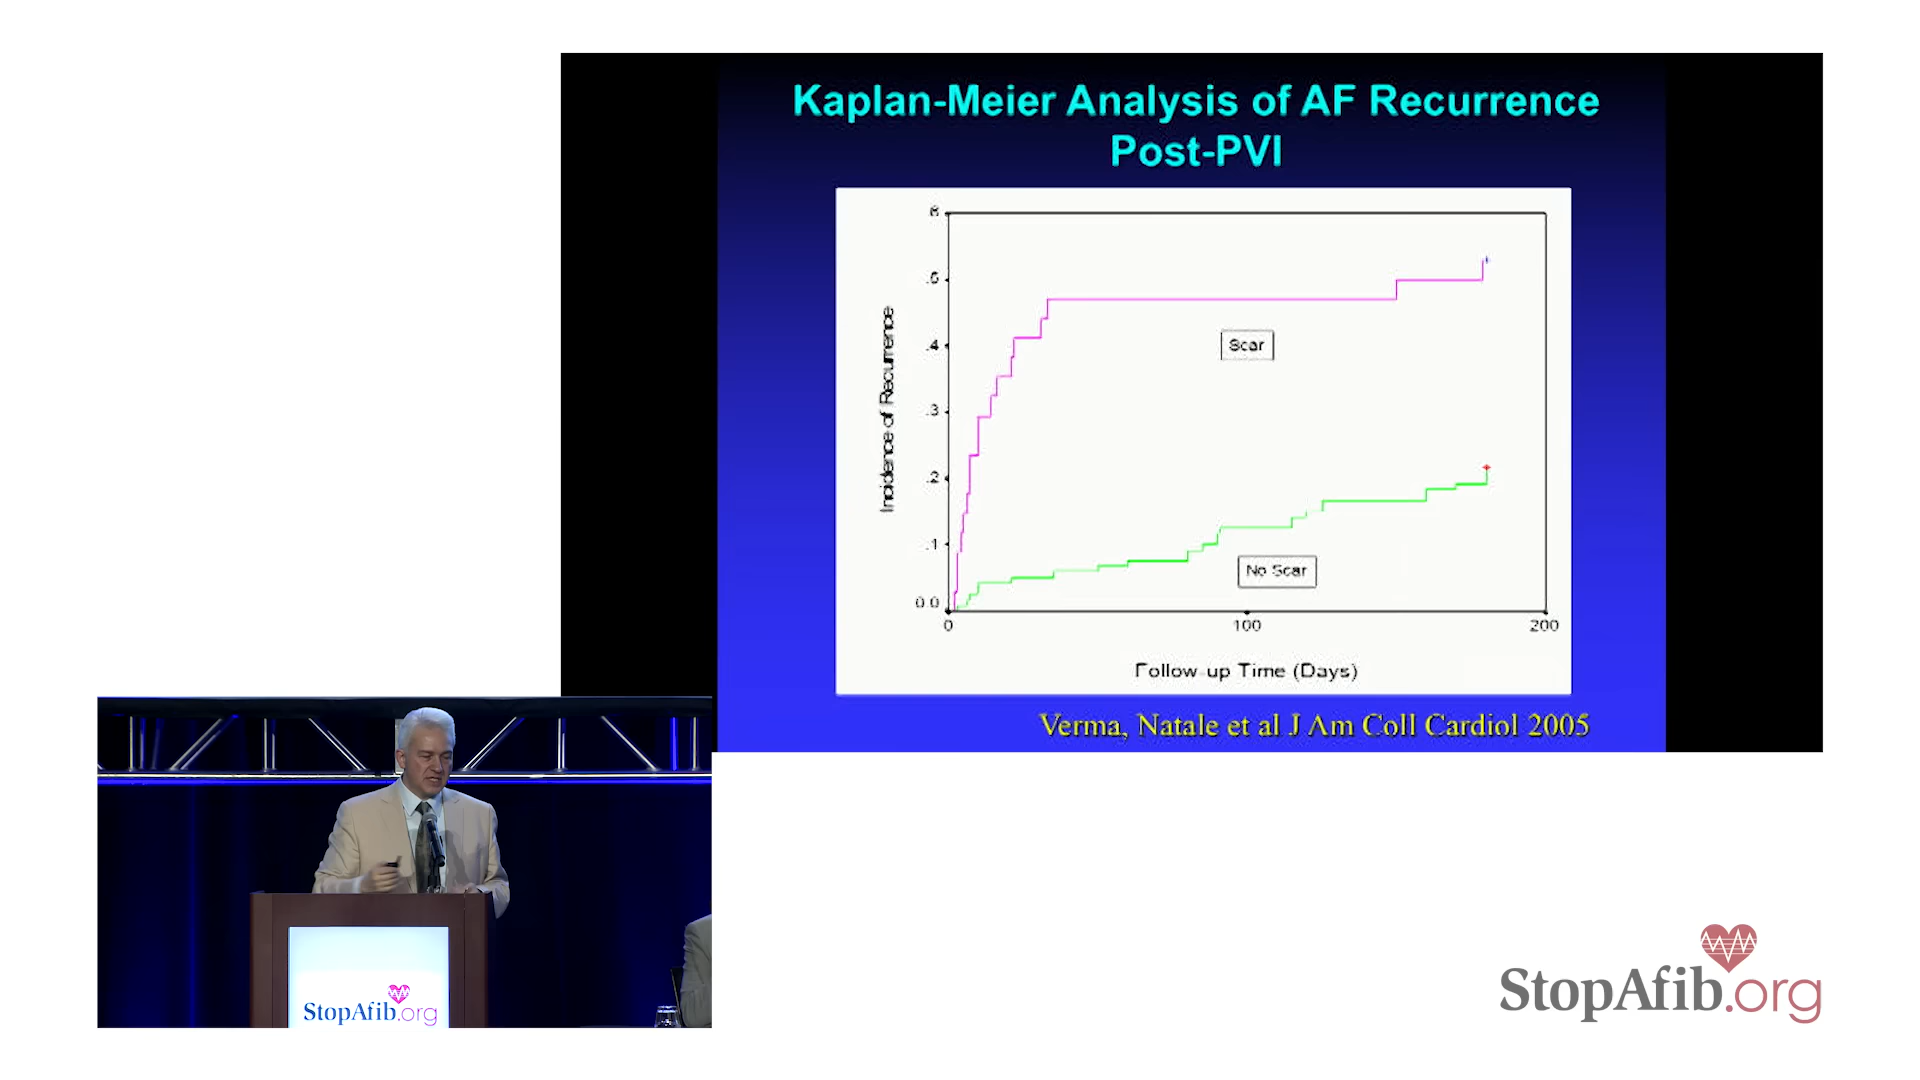 Kaplan-Meier Analysis of AF Recurrence
Post-PVI
.6
.5
.4
.3
.2
.1
0.0
Incidence of Recurrence
Scar
No Scar
0
100
200
Follow-up Time (Days)
Verma, Natale et al J Am Coll Cardiol 2005
StopAfib.org
StopAfib.org